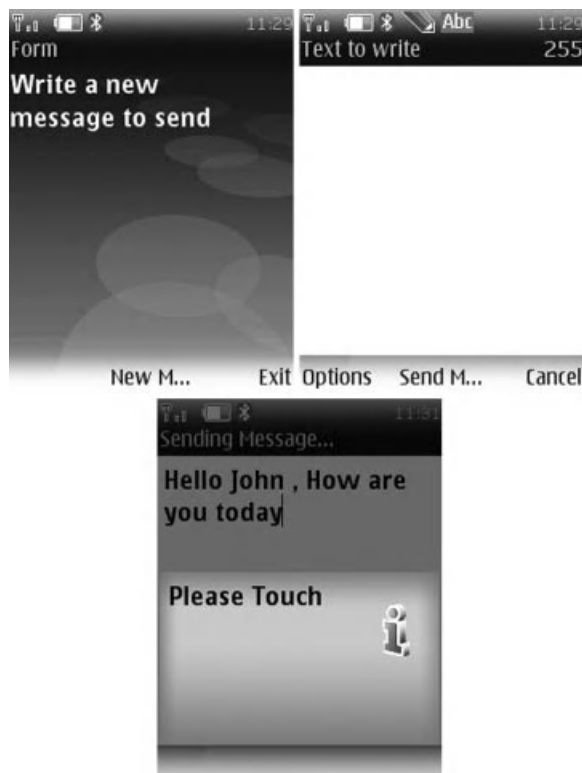 11:29
Form
Write a new
message to send
New M... Exit
Abc 11:29
Text to write 255
Options Send M... Cancel
11:31
Sending Message...
Hello John , How are
you today
Please Touch